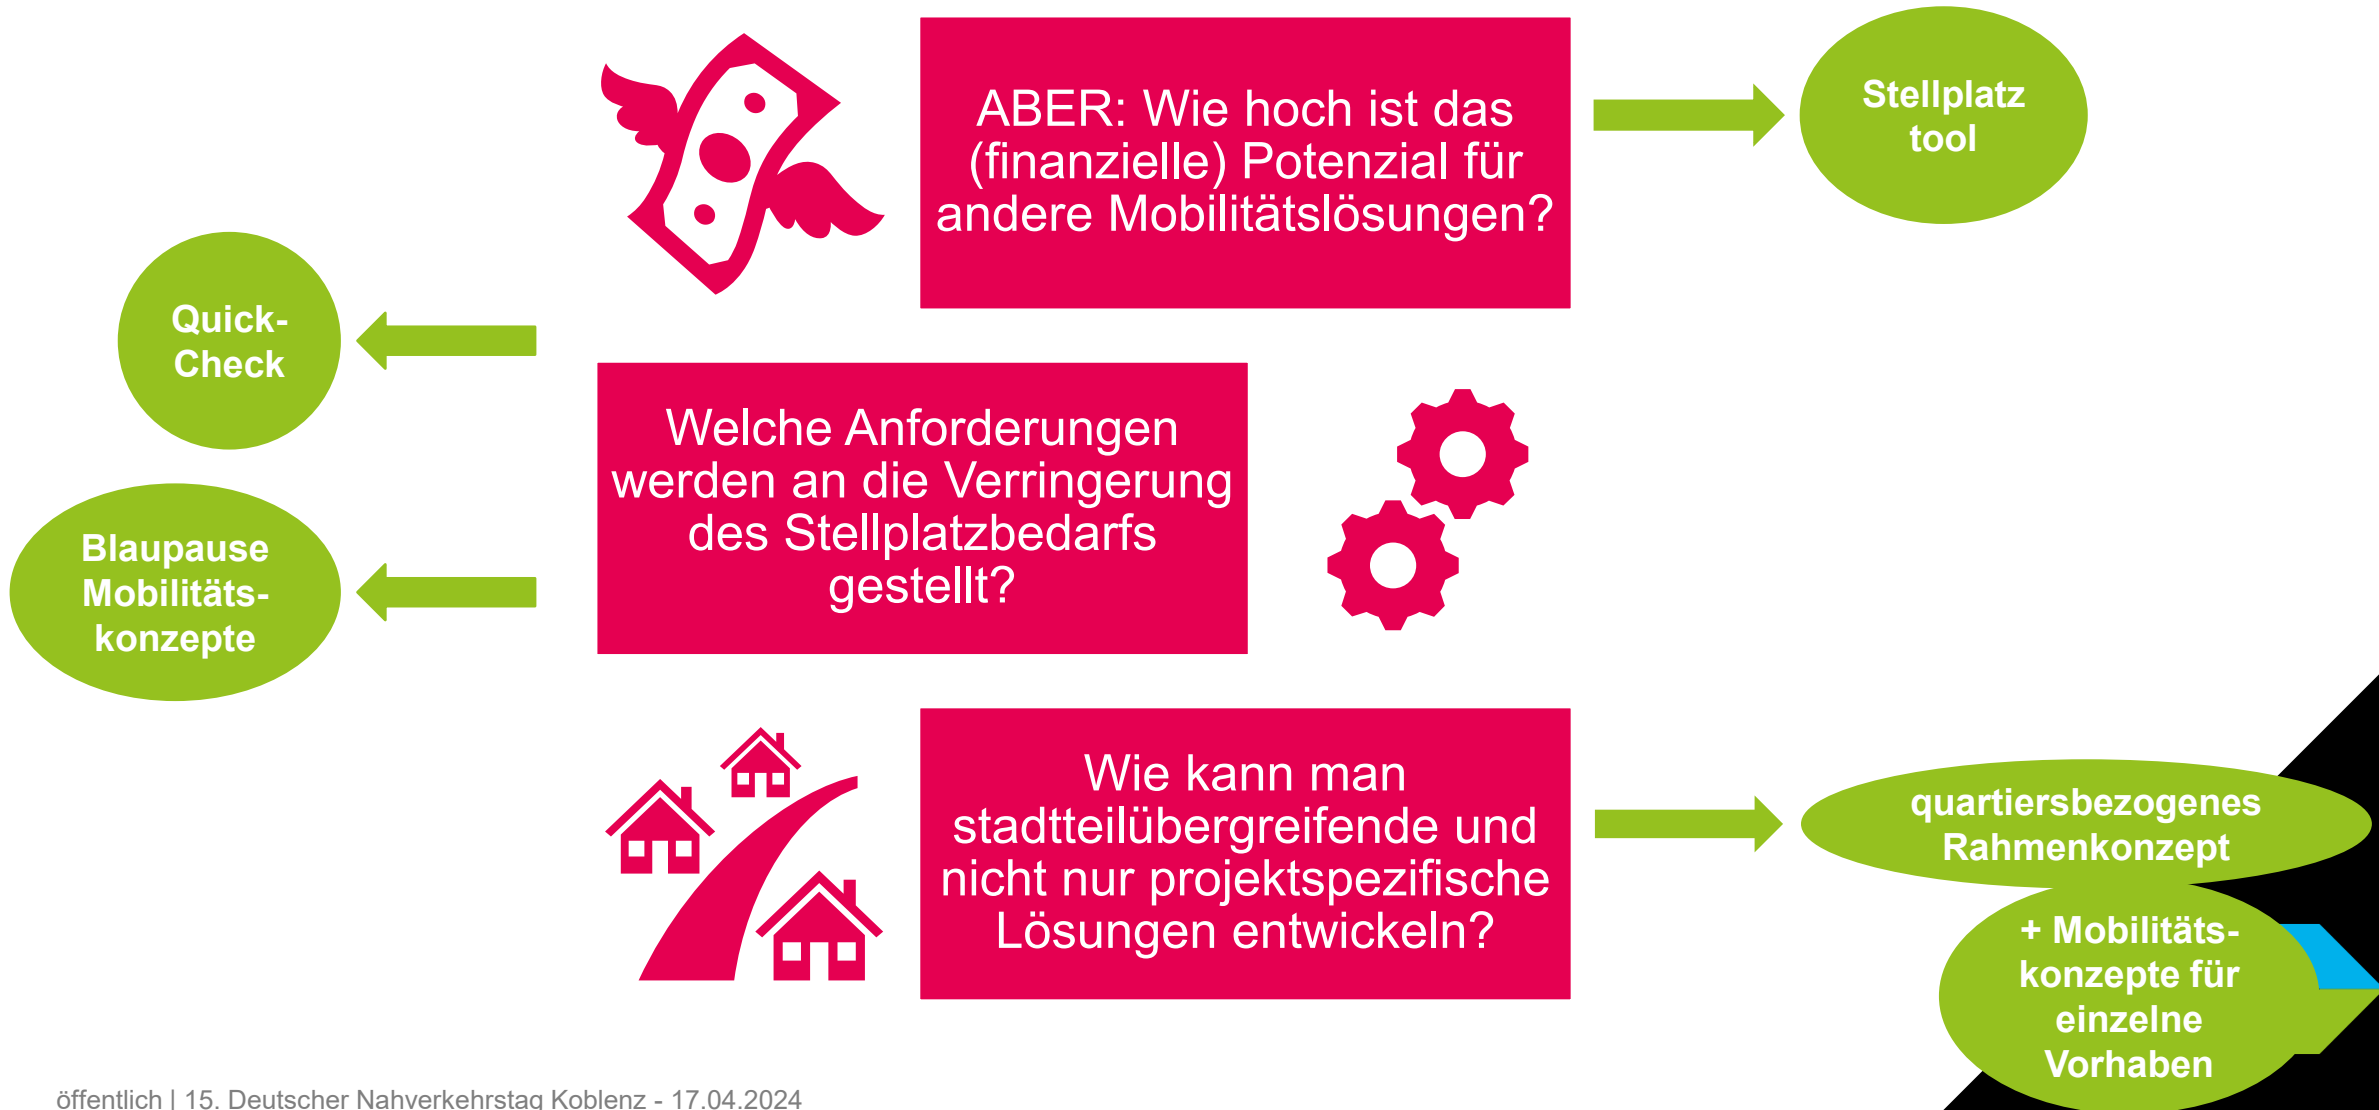 ABER: Wie hoch ist das
(finanzielle) Potenzial für
andere Mobilitätslösungen?
Stellplatz
tool
Quick-
Check
Welche Anforderungen
werden an die Verringerung
des Stellplatzbedarfs
gestellt?
Blaupause
Mobilitäts-
konzepte
Wie kann man
stadtteilübergreifende und
nicht nur projektspezifische
Lösungen entwickeln?
quartiersbezogenes
Rahmenkonzept
+ Mobilitäts-
konzepte für
einzelne
Vorhaben
öffentlich | 15. Deutscher Nahverkehrstag Koblenz - 17.04.2024